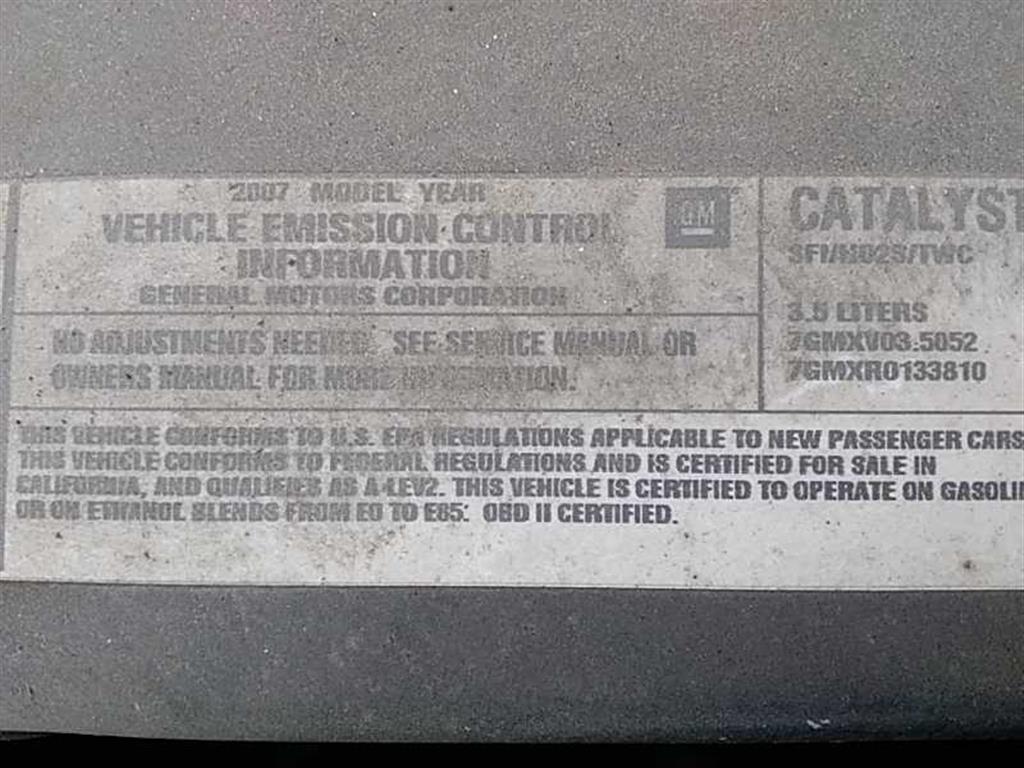 2007 MODEL YEAR
VEHICLE EMISSION CONTROL
INFORMATION
GENERAL MOTORS CORPORATION
GM
CATALYST
SFI/HO2S/TWC
3.5 LITERS
7GMXV03.5052
7GMXR0133810
NO ADJUSTMENTS NEEDED. SEE SERVICE MANUAL OR
OWNERS MANUAL FOR MORE INFORMATION.
THIS VEHICLE CONFORMS TO U.S. EPA REGULATIONS APPLICABLE TO NEW PASSENGER CARS
THIS VEHICLE CONFORMS TO FEDERAL REGULATIONS AND IS CERTIFIED FOR SALE IN
CALIFORNIA, AND QUALIFIES AS A LEV2. THIS VEHICLE IS CERTIFIED TO OPERATE ON GASOLI
OR ON ETHANOL BLENDS FROM E0 TO E85. OBD II CERTIFIED.